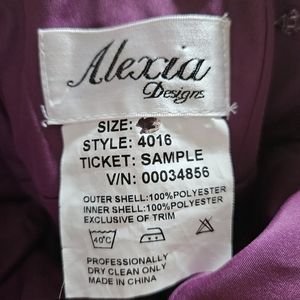 Alexia
Designs
SIZE:
STYLE: 4016
TICKET: SAMPLE
V/N: 00034856
OUTER SHELL:100%POLYESTER
INNER SHELL:100%POLYESTER
EXCLUSIVE OF TRIM
40°C
PROFESSIONALLY
DRY CLEAN ONLY
MADE IN CHINA